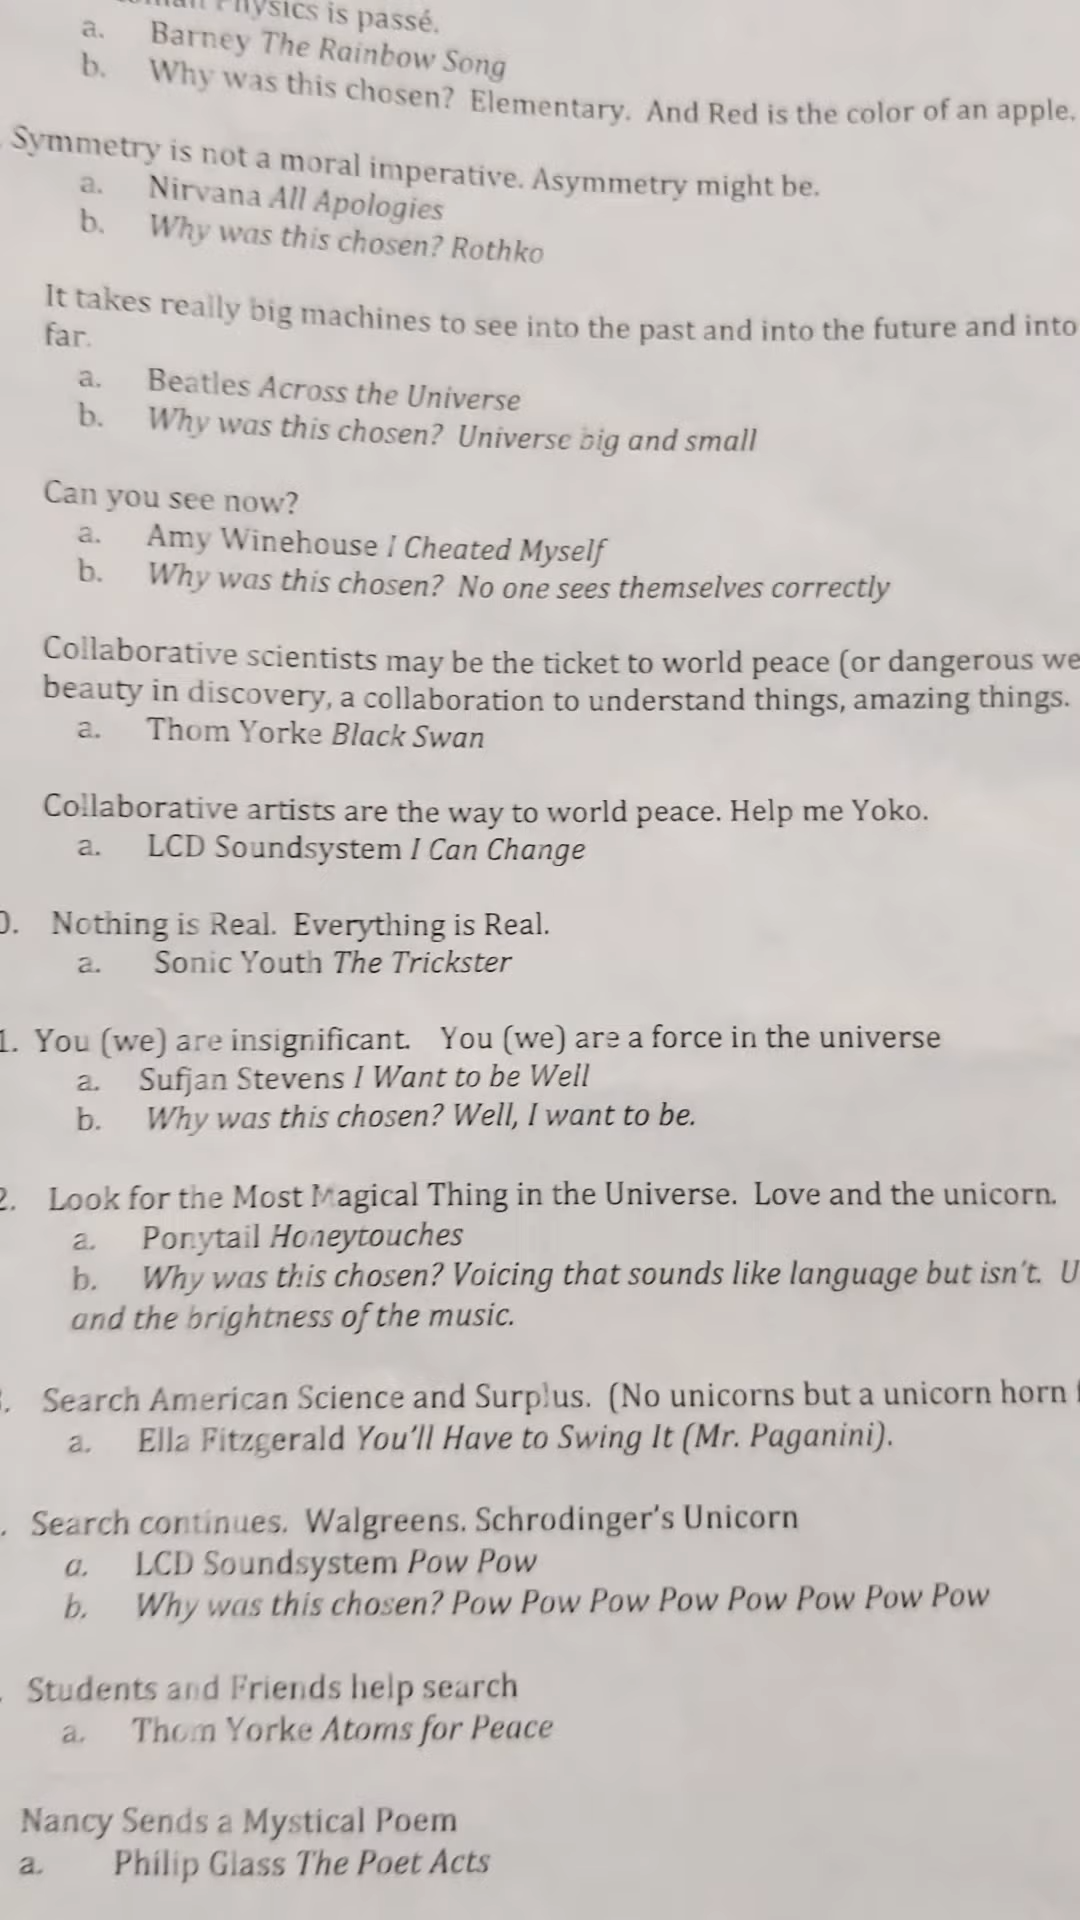 Physics is passé.
a. Barney The Rainbow Song
b. Why was this chosen? Elementary. And Red is the color of an apple.
Symmetry is not a moral imperative. Asymmetry might be.
a. Nirvana All Apologies
b. Why was this chosen? Rothko
It takes really big machines to see into the past and into the future and into
far.
a. Beatles Across the Universe
b. Why was this chosen? Universe big and small
Can you see now?
a. Amy Winehouse I Cheated Myself
b. Why was this chosen? No one sees themselves correctly
Collaborative scientists may be the ticket to world peace (or dangerous we
beauty in discovery, a collaboration to understand things, amazing things.
a. Thom Yorke Black Swan
Collaborative artists are the way to world peace. Help me Yoko.
a. LCD Soundsystem I Can Change
0. Nothing is Real. Everything is Real.
a. Sonic Youth The Trickster
1. You (we) are insignificant. You (we) are a force in the universe
a. Sufjan Stevens I Want to be Well
b. Why was this chosen? Well, I want to be.
2. Look for the Most Magical Thing in the Universe. Love and the unicorn.
a. Ponytail Honeytouches
b. Why was this chosen? Voicing that sounds like language but isn't. U
and the brightness of the music.
. Search American Science and Surplus. (No unicorns but a unicorn horn
a. Ella Fitzgerald You'll Have to Swing It (Mr. Paganini).
. Search continues. Walgreens. Schrodinger's Unicorn
a. LCD Soundsystem Pow Pow
b. Why was this chosen? Pow Pow Pow Pow Pow Pow Pow Pow
. Students and Friends help search
a. Thom Yorke Atoms for Peace
Nancy Sends a Mystical Poem
a. Philip Glass The Poet Acts